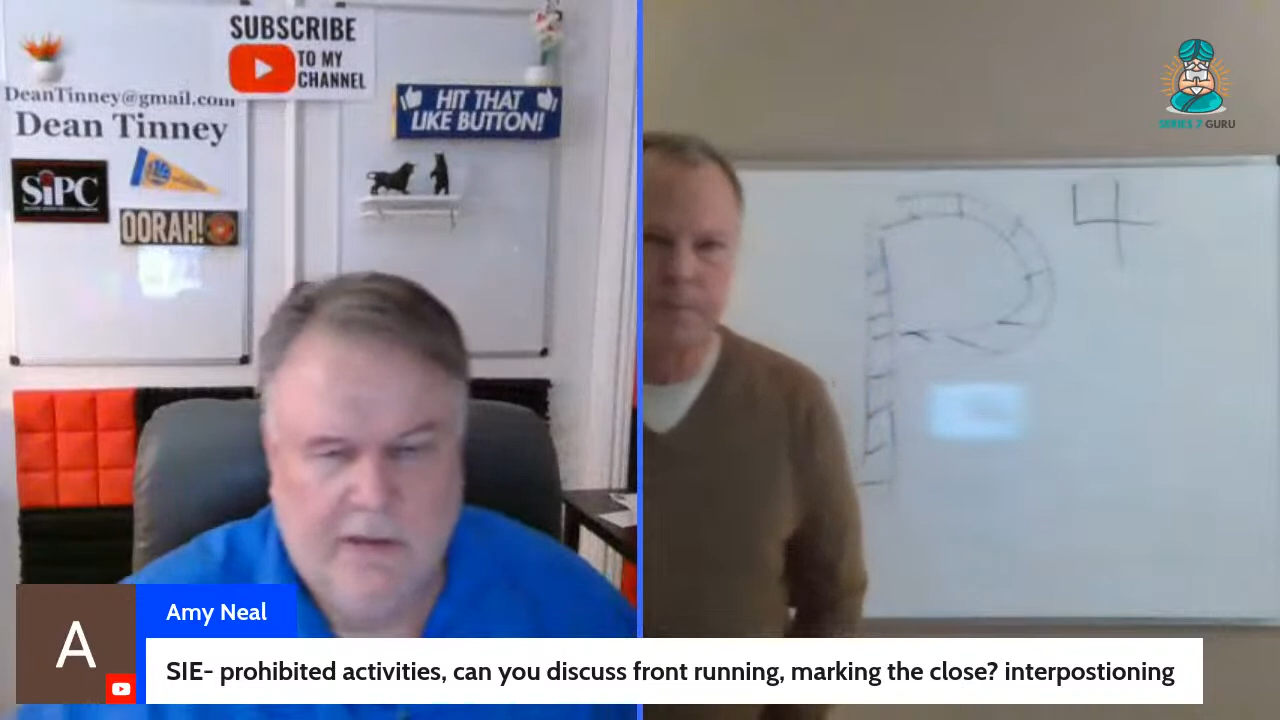 SUBSCRIBE
TO MY
CHANNEL
DeanTinney@gmail.com
Dean Tinney
HIT THAT
LIKE BUTTON!
SiPC
OORAH!
SERIES 7 GURU
P 4
A
Amy Neal
SIE- prohibited activities, can you discuss front running, marking the close? interpostioning